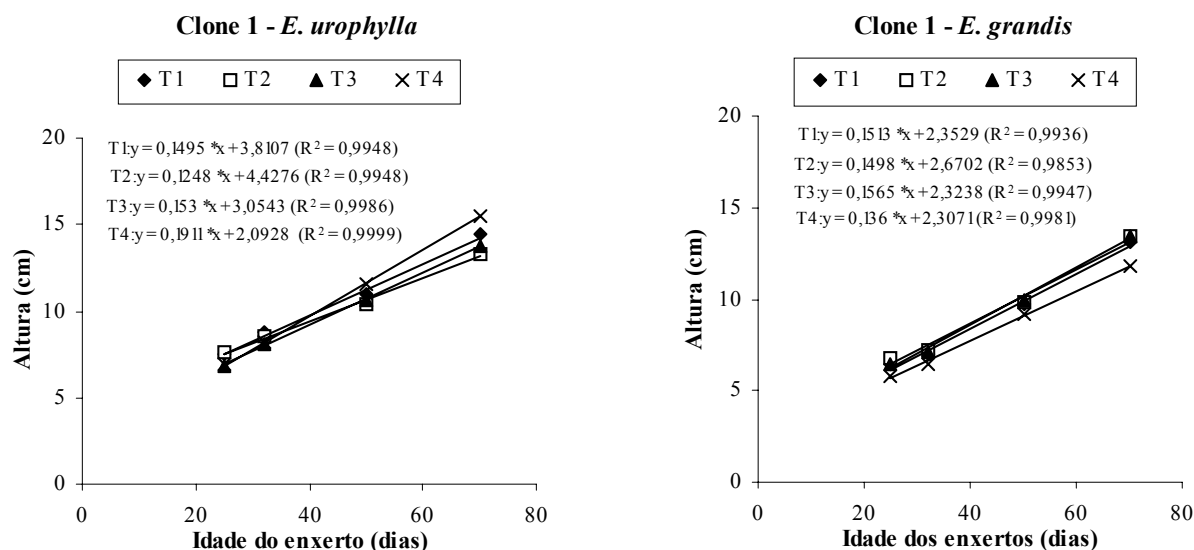 Clone 1 - E. urophylla
T1 T2 T3 T4
T1:y = 0,1495 *x + 3,8107 (R² = 0,9948)
T2:y = 0,1248 *x + 4,4276 (R² = 0,9948)
T3:y = 0,153 *x + 3,0543 (R² = 0,9986)
T4:y = 0,1911 *x + 2,0928 (R² = 0,9999)
Altura (cm)
20
15
10
5
0
0 20 40 60 80
Idade do enxerto (dias)
Clone 1 - E. grandis
T1 T2 T3 T4
T1:y = 0,1513 *x + 2,3529 (R² = 0,9936)
T2:y = 0,1498 *x + 2,6702 (R² = 0,9853)
T3:y = 0,1565 *x + 2,3238 (R² = 0,9947)
T4:y = 0,136 *x + 2,3071 (R² = 0,9981)
Altura (cm)
20
15
10
5
0
0 20 40 60 80
Idade dos enxertos (dias)